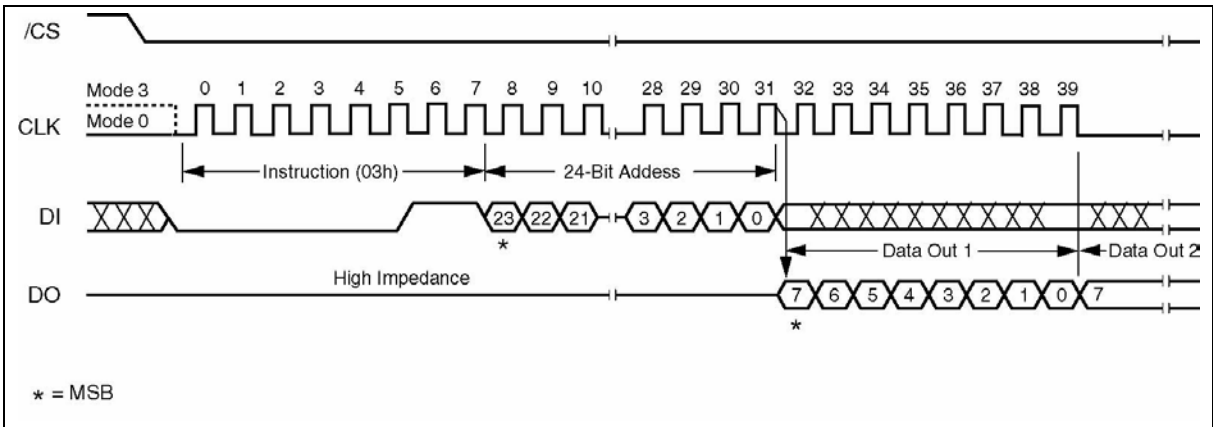 /CS
Mode 3 0 1 2 3 4 5 6 7 8 9 10 28 29 30 31 32 33 34 35 36 37 38 39
CLK Mode 0
Instruction (03h) 24-Bit Addess
DI 23 22 21 3 2 1 0
*
Data Out 1 Data Out 2
High Impedance
DO 7 6 5 4 3 2 1 0 7
*
* = MSB